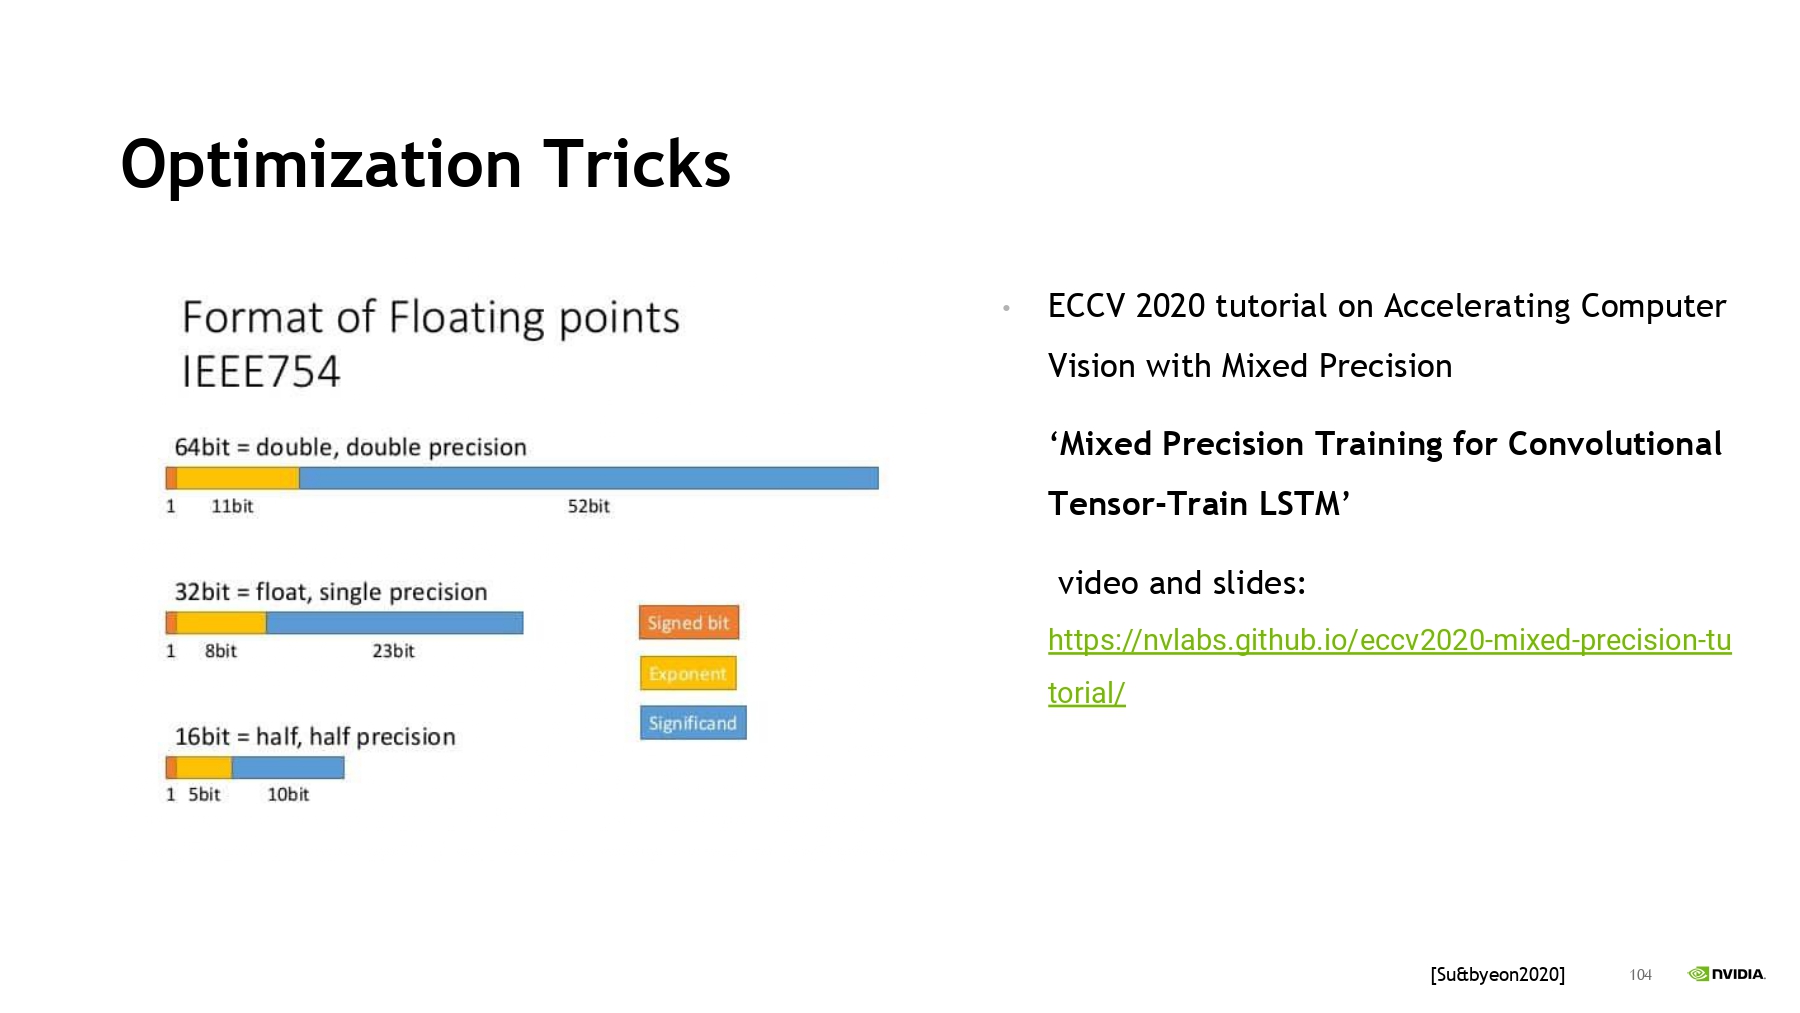 Optimization Tricks
Format of Floating points
IEEE754
64bit = double, double precision
1 11bit 52bit
32bit = float, single precision
1 8bit 23bit
Signed bit
Exponent
Significand
16bit = half, half precision
1 5bit 10bit
• ECCV 2020 tutorial on Accelerating Computer
Vision with Mixed Precision
‘Mixed Precision Training for Convolutional
Tensor-Train LSTM’
video and slides:
https://nvlabs.github.io/eccv2020-mixed-precision-tu
torial/
[Su&byeon2020] 104 NVIDIA.